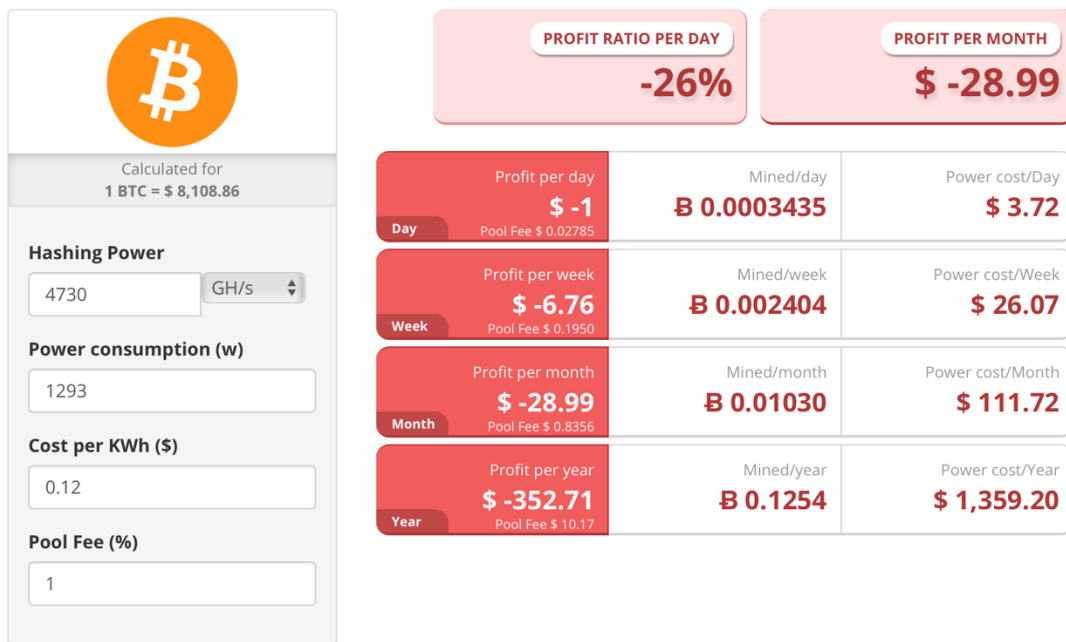 Calculated for
1 BTC = $ 8,108.86
Hashing Power
4730 GH/s
Power consumption (w)
1293
Cost per KWh ($)
0.12
Pool Fee (%)
1
PROFIT RATIO PER DAY
-26%
PROFIT PER MONTH
$ -28.99
Profit per day
$ -1
Day
Pool Fee $ 0.02785
Mined/day
Ƀ 0.0003435
Power cost/Day
$ 3.72
Profit per week
$ -6.76
Week
Pool Fee $ 0.1950
Mined/week
Ƀ 0.002404
Power cost/Week
$ 26.07
Profit per month
$ -28.99
Month
Pool Fee $ 0.8356
Mined/month
Ƀ 0.01030
Power cost/Month
$ 111.72
Profit per year
$ -352.71
Year
Pool Fee $ 10.17
Mined/year
Ƀ 0.1254
Power cost/Year
$ 1,359.20